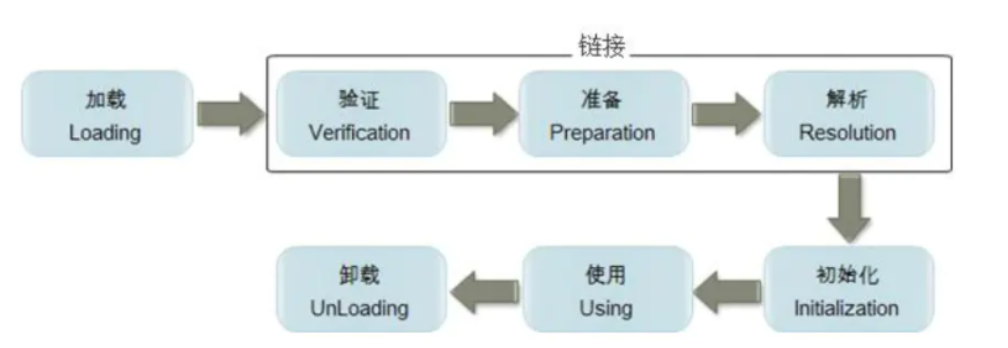 链接
加载
Loading
验证
Verification
准备
Preparation
解析
Resolution
卸载
UnLoading
使用
Using
初始化
Initialization